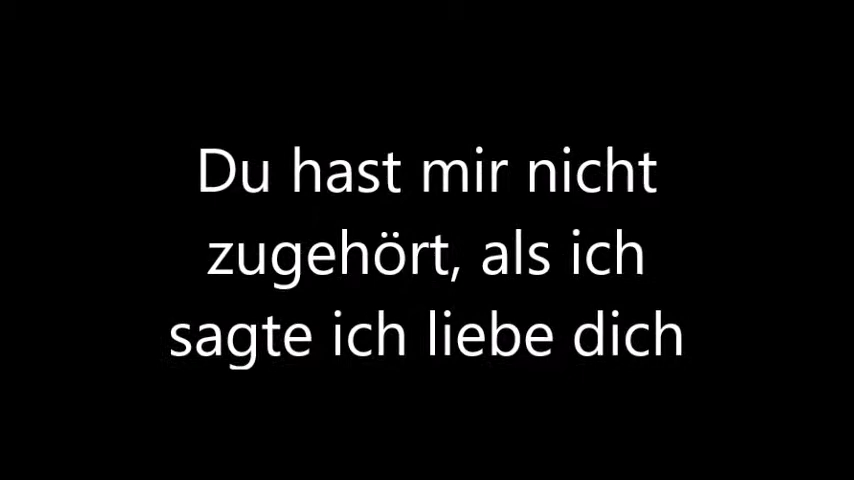 Du hast mir nicht
zugehört, als ich
sagte ich liebe dich